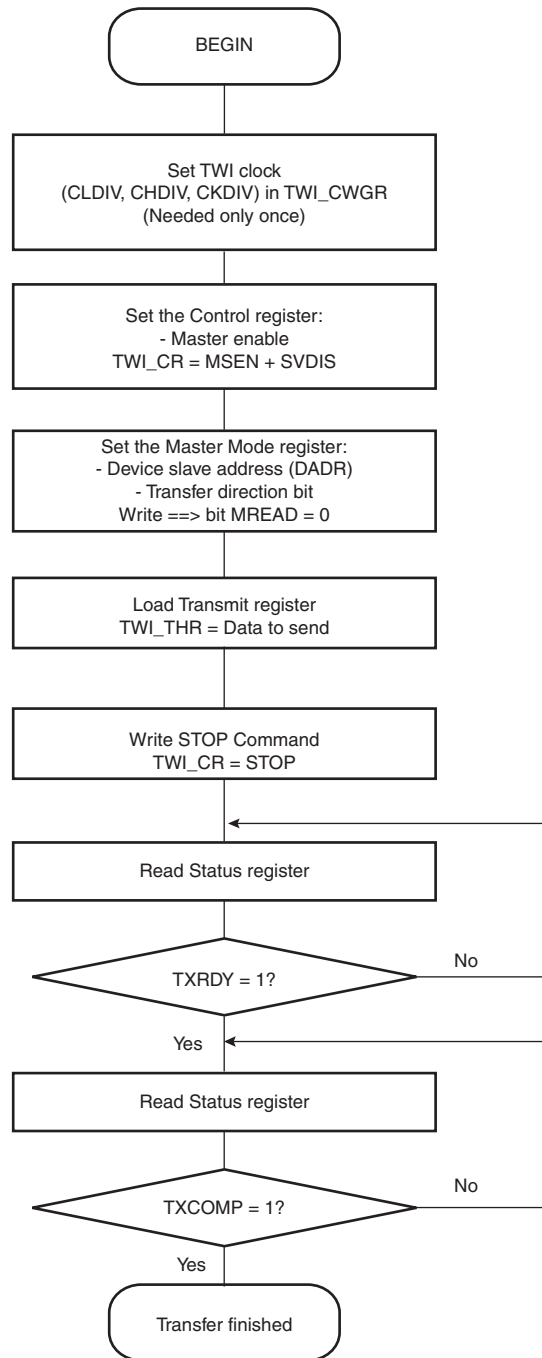 BEGIN
Set TWI clock
(CLDIV, CHDIV, CKDIV) in TWI_CWGR
(Needed only once)
Set the Control register:
- Master enable
TWI_CR = MSEN + SVDIS
Set the Master Mode register:
- Device slave address (DADR)
- Transfer direction bit
Write ==> bit MREAD = 0
Load Transmit register
TWI_THR = Data to send
Write STOP Command
TWI_CR = STOP
Read Status register
TXRDY = 1?
No
Yes
Read Status register
TXCOMP = 1?
No
Yes
Transfer finished